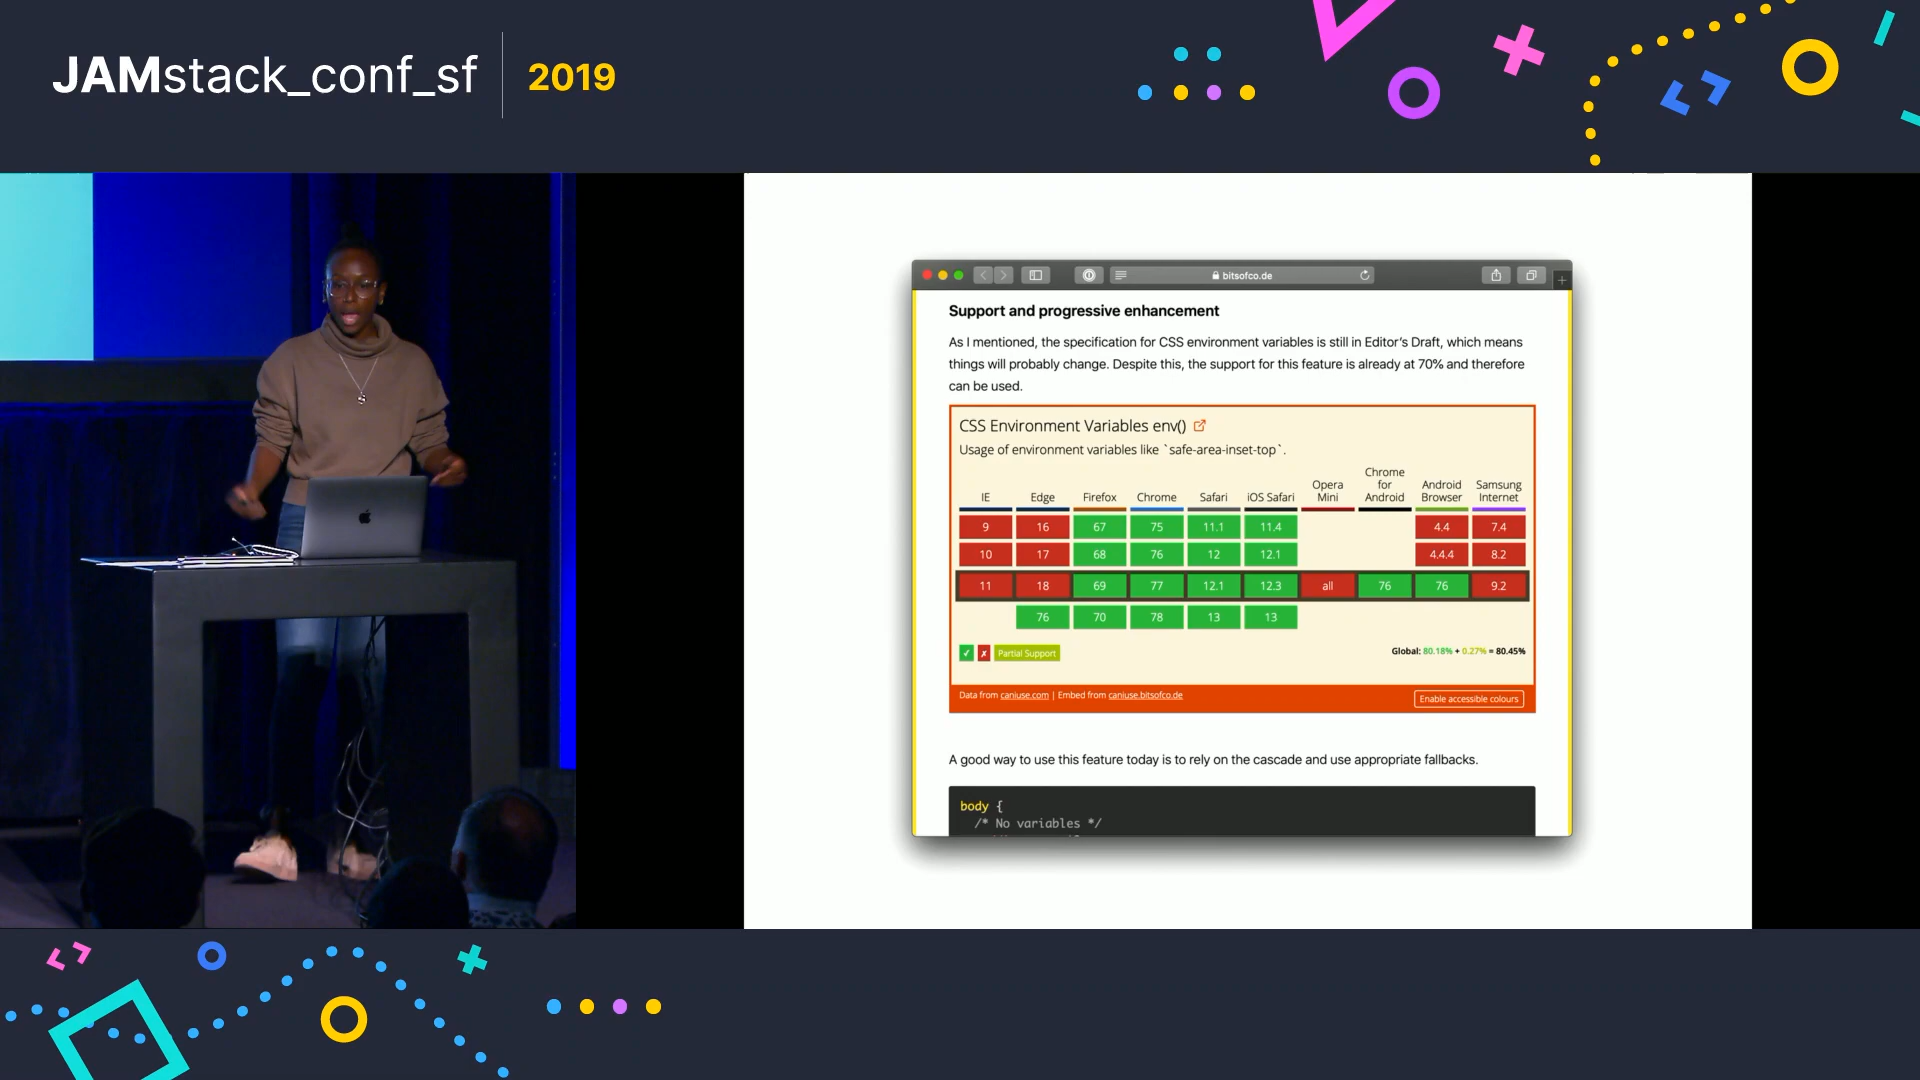 JAMstack_conf_sf
2019
bitsofco.de
Support and progressive enhancement
As I mentioned, the specification for CSS environment variables is still in Editor's Draft, which means
things will probably change. Despite this, the support for this feature is already at 70% and therefore
can be used.
CSS Environment Variables env()
Usage of environment variables like `safe-area-inset-top`.
IE Edge Firefox Chrome Safari iOS Safari Opera Mini Chrome for Android Android Browser Samsung Internet
9 16 67 75 11.1 11.4 4.4 7.4
10 17 68 76 12 12.1 4.4.4 8.2
11 18 69 77 12.1 12.3 all 76 76 9.2
76 70 78 13 13
✓ ✗ Partial Support
Global: 80.18% + 0.27% = 80.45%
Data from caniuse.com | Embed from caniuse.bitsofco.de
Enable accessible colours
A good way to use this feature today is to rely on the cascade and use appropriate fallbacks.
body {
/* No variables */